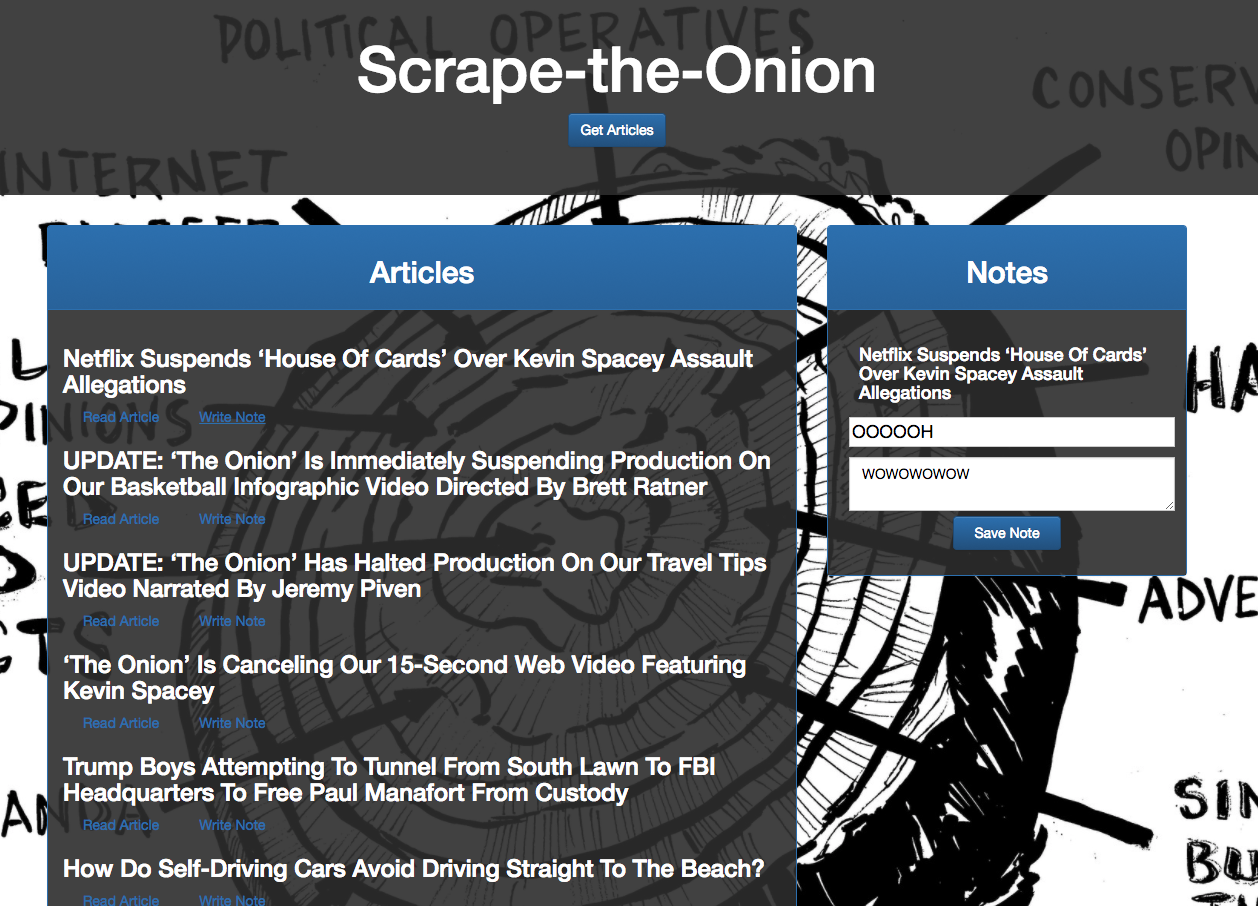 POLITICAL OPERATIVES
Scrape-the-Onion
CONSERV
OPIN
Get Articles
INTERNET
Articles
Netflix Suspends ‘House Of Cards’ Over Kevin Spacey Assault
Allegations
Read Article Write Note
UPDATE: ‘The Onion’ Is Immediately Suspending Production On
Our Basketball Infographic Video Directed By Brett Ratner
Read Article Write Note
UPDATE: ‘The Onion’ Has Halted Production On Our Travel Tips
Video Narrated By Jeremy Piven
Read Article Write Note
‘The Onion’ Is Canceling Our 15-Second Web Video Featuring
Kevin Spacey
Read Article Write Note
Trump Boys Attempting To Tunnel From South Lawn To FBI
Headquarters To Free Paul Manafort From Custody
Read Article Write Note
How Do Self-Driving Cars Avoid Driving Straight To The Beach?
Read Article Write Note
Notes
Netflix Suspends ‘House Of Cards’
Over Kevin Spacey Assault
Allegations
OOOOOH
WOWOWOWOW
Save Note
OPINIONS
HA
ADVE
SIN
BU